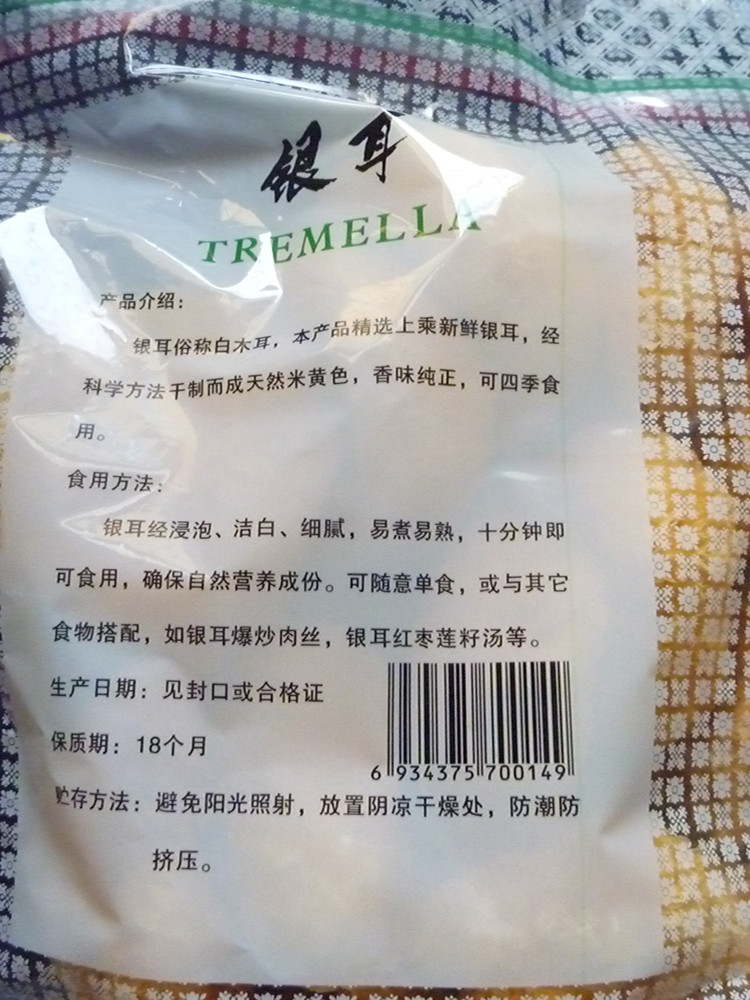 银耳
TREMELLA
产品介绍：
银耳俗称白木耳，本产品精选上乘新鲜银耳，经
科学方法干制而成天然米黄色，香味纯正，可四季食
用。
食用方法：
银耳经浸泡、洁白、细腻，易煮易熟，十分钟即
可食用，确保自然营养成份。可随意单食，或与其它
食物搭配，如银耳爆炒肉丝，银耳红枣莲籽汤等。
生产日期：见封口或合格证
保质期：18个月
6 934375 700149
贮存方法：避免阳光照射，放置阴凉干燥处，防潮防
挤压。